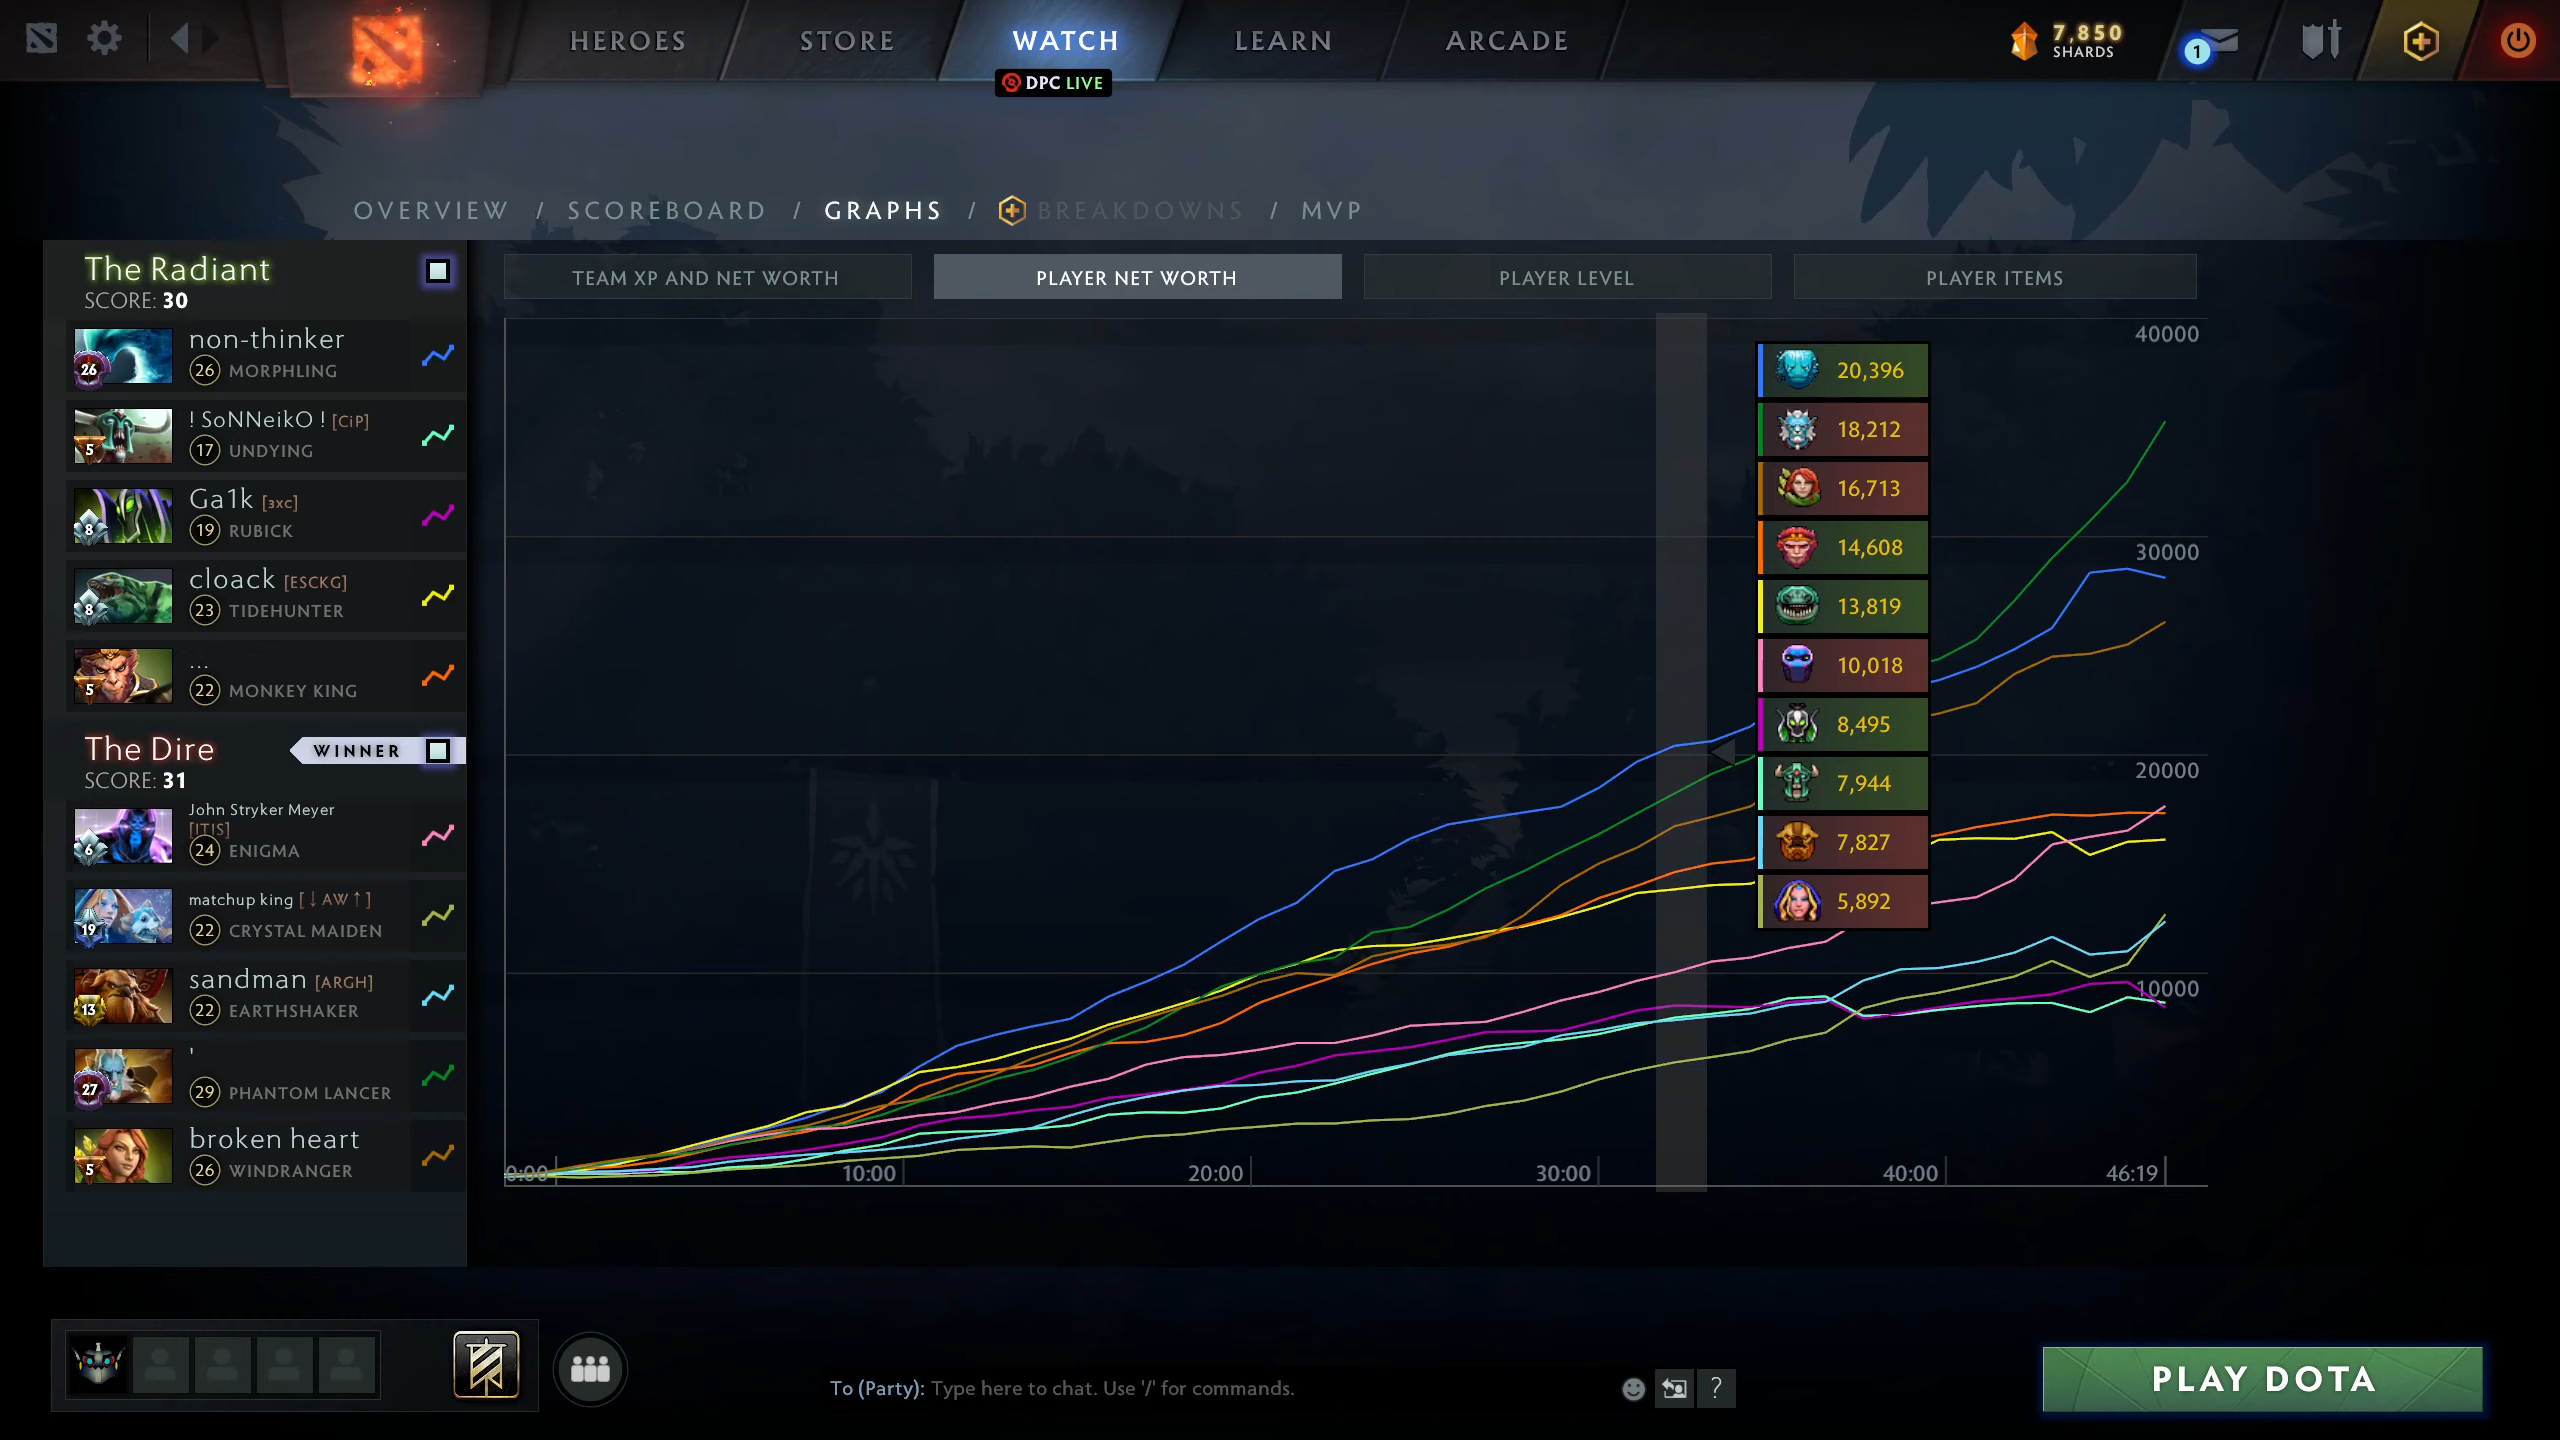 HEROES
STORE
WATCH
LEARN
ARCADE
7,850
SHARDS
1
DPC LIVE
OVERVIEW / SCOREBOARD / GRAPHS / BREAKDOWNS / MVP
The Radiant
SCORE: 30
non-thinker
26
26 MORPHLING
! SoNNeikO ! [CiP]
5
17 UNDYING
Ga1k [3xc]
8
19 RUBICK
cloack [ESCKG]
8
23 TIDEHUNTER
...
5
22 MONKEY KING
The Dire
WINNER
SCORE: 31
John Stryker Meyer
[ITIS]
6
24 ENIGMA
matchup king [↓AW↑]
19
22 CRYSTAL MAIDEN
sandman [ARGH]
13
22 EARTHSHAKER
'
27
29 PHANTOM LANCER
broken heart
5
26 WINDRANGER
TEAM XP AND NET WORTH
PLAYER NET WORTH
PLAYER LEVEL
PLAYER ITEMS
40000
30000
20000
10000
20,396
18,212
16,713
14,608
13,819
10,018
8,495
7,944
7,827
5,892
0:00
10:00
20:00
30:00
40:00
46:19
To (Party): Type here to chat. Use '/' for commands.
?
PLAY DOTA